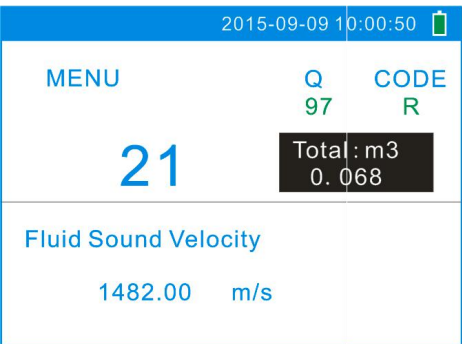 2015-09-09 10:00:50
MENU Q CODE
97 R
21
Total:m3
0.068
Fluid Sound Velocity
1482.00 m/s